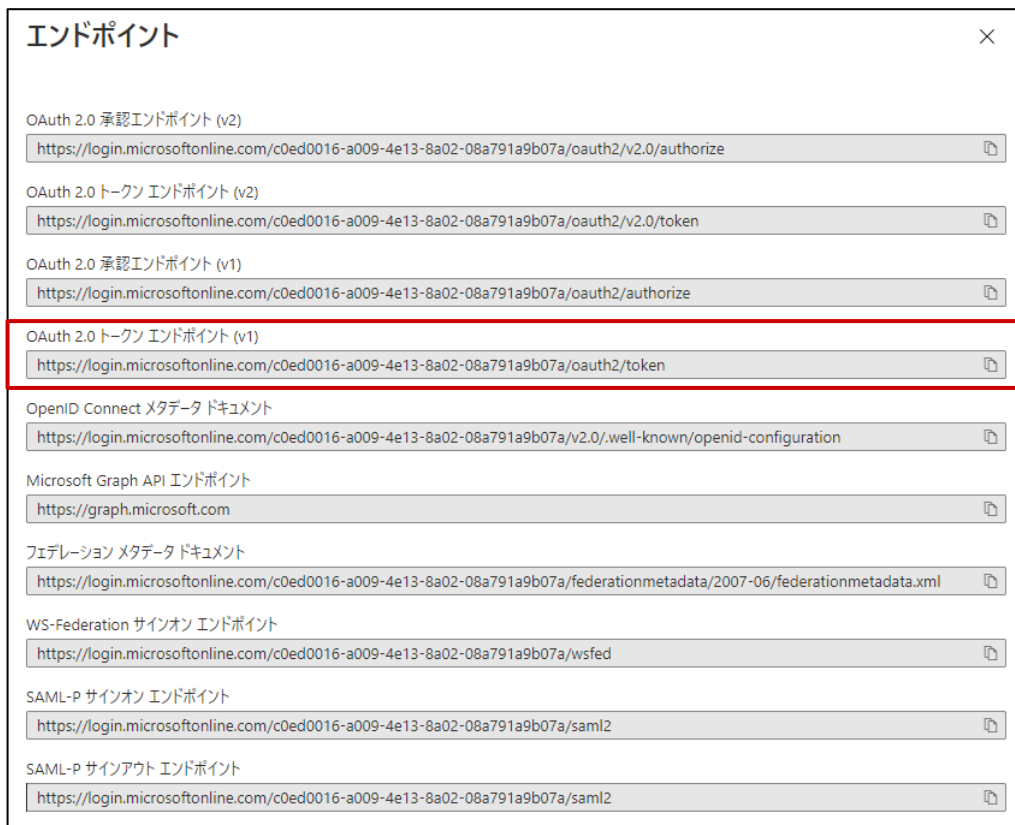 エンドポイント
OAuth 2.0 承認エンドポイント (v2)
https://login.microsoftonline.com/c0ed0016-a009-4e13-8a02-08a791a9b07a/oauth2/v2.0/authorize
OAuth 2.0 トークン エンドポイント (v2)
https://login.microsoftonline.com/c0ed0016-a009-4e13-8a02-08a791a9b07a/oauth2/v2.0/token
OAuth 2.0 承認エンドポイント (v1)
https://login.microsoftonline.com/c0ed0016-a009-4e13-8a02-08a791a9b07a/oauth2/authorize
OAuth 2.0 トークン エンドポイント (v1)
https://login.microsoftonline.com/c0ed0016-a009-4e13-8a02-08a791a9b07a/oauth2/token
OpenID Connect メタデータ ドキュメント
https://login.microsoftonline.com/c0ed0016-a009-4e13-8a02-08a791a9b07a/v2.0/.well-known/openid-configuration
Microsoft Graph API エンドポイント
https://graph.microsoft.com
フェデレーション メタデータ ドキュメント
https://login.microsoftonline.com/c0ed0016-a009-4e13-8a02-08a791a9b07a/federationmetadata/2007-06/federationmetadata.xml
WS-Federation サインオン エンドポイント
https://login.microsoftonline.com/c0ed0016-a009-4e13-8a02-08a791a9b07a/wsfed
SAML-P サインオン エンドポイント
https://login.microsoftonline.com/c0ed0016-a009-4e13-8a02-08a791a9b07a/saml2
SAML-P サインアウト エンドポイント
https://login.microsoftonline.com/c0ed0016-a009-4e13-8a02-08a791a9b07a/saml2